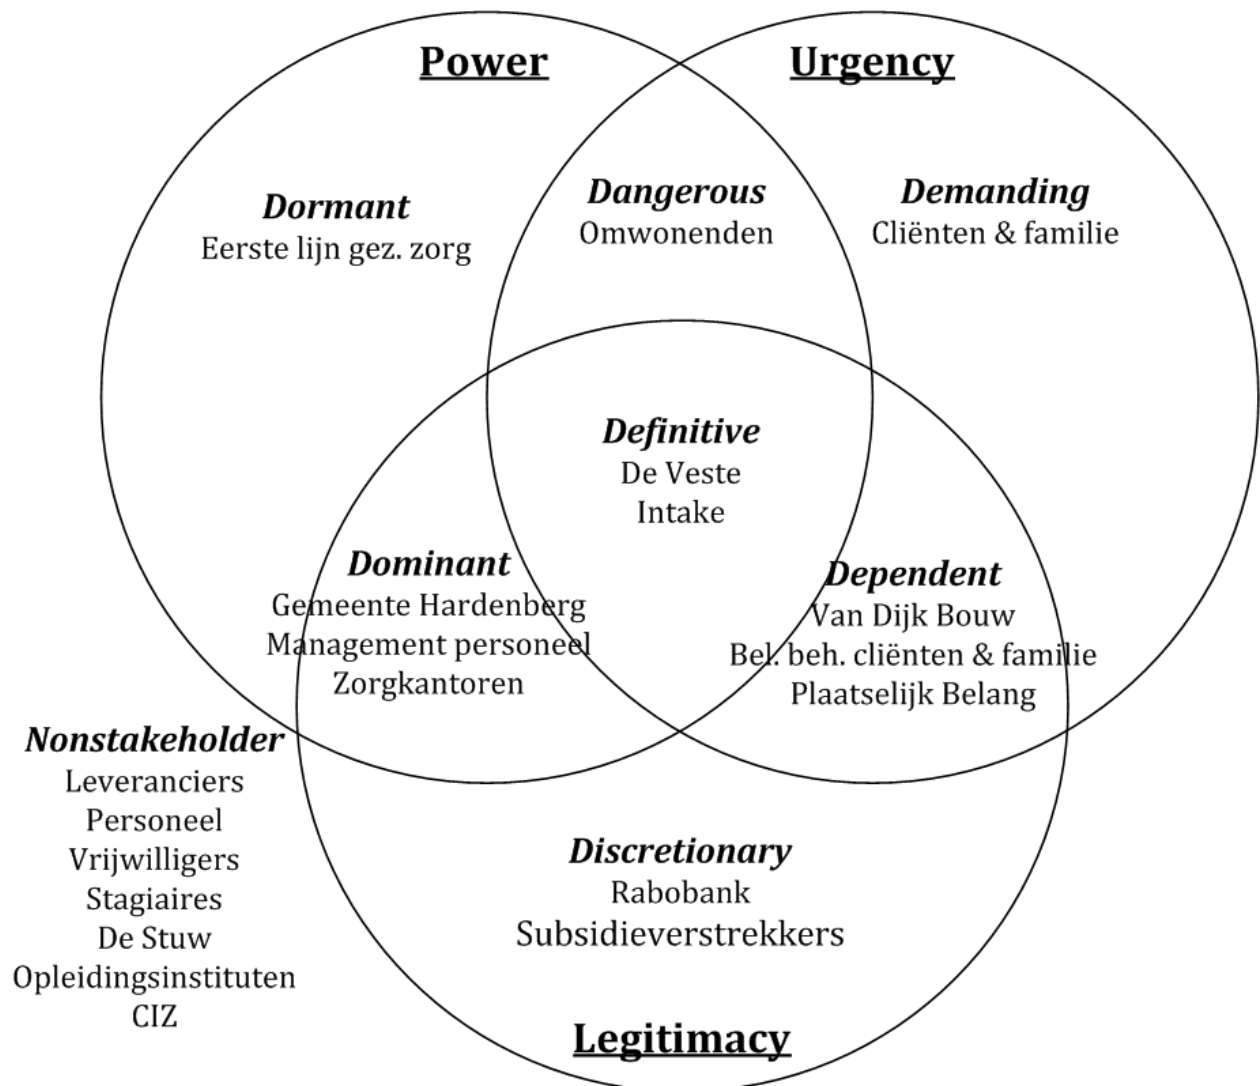 Power
Urgency
Dormant
Eerste lijn gez. zorg
Dangerous
Omwonenden
Demanding
Cliënten & familie
Definitive
De Veste
Intake
Dominant
Gemeente Hardenberg
Management personeel
Zorgkantoren
Dependent
Van Dijk Bouw
Bel. beh. cliënten & familie
Plaatselijk Belang
Nonstakeholder
Leveranciers
Personeel
Vrijwilligers
Stagiaires
De Stuw
Opleidingsinstituten
CIZ
Discretionary
Rabobank
Subsidieverstrekkers
Legitimacy